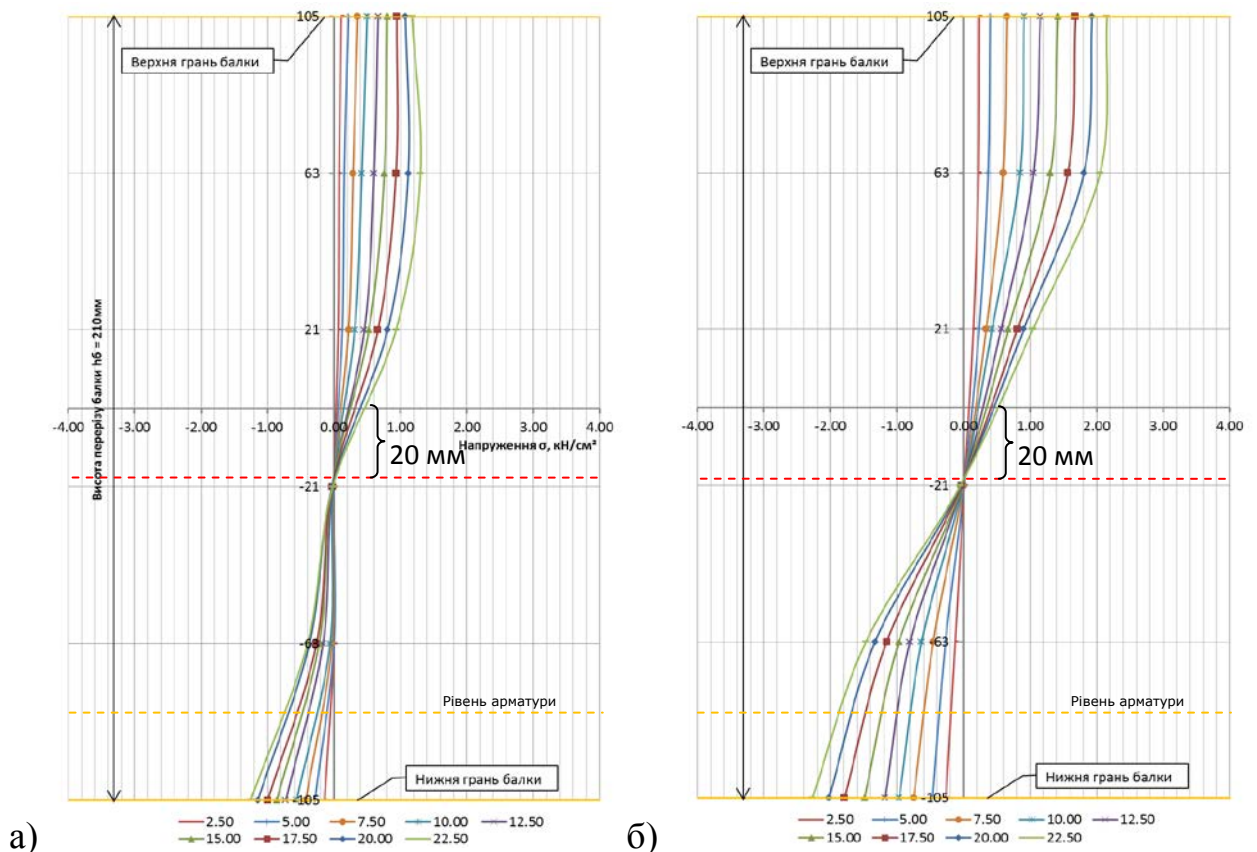 105
Верхня грань балки
63
21
-4.00 -3.00 -2.00 -1.00 0.00 1.00 2.00 3.00 4.00
Напруження σ, кН/см²
20 мм
-21
-63
Рівень арматури
Нижня грань балки
-105
Висота перерізу балки hб = 210мм
2.50 5.00 7.50 10.00 12.50
15.00 17.50 20.00 22.50
а)
105
Верхня грань балки
63
21
-4.00 -3.00 -2.00 -1.00 0.00 1.00 2.00 3.00 4.00
20 мм
-21
-63
Рівень арматури
Нижня грань балки
-105
2.50 5.00 7.50 10.00 12.50
15.00 17.50 20.00 22.50
б)